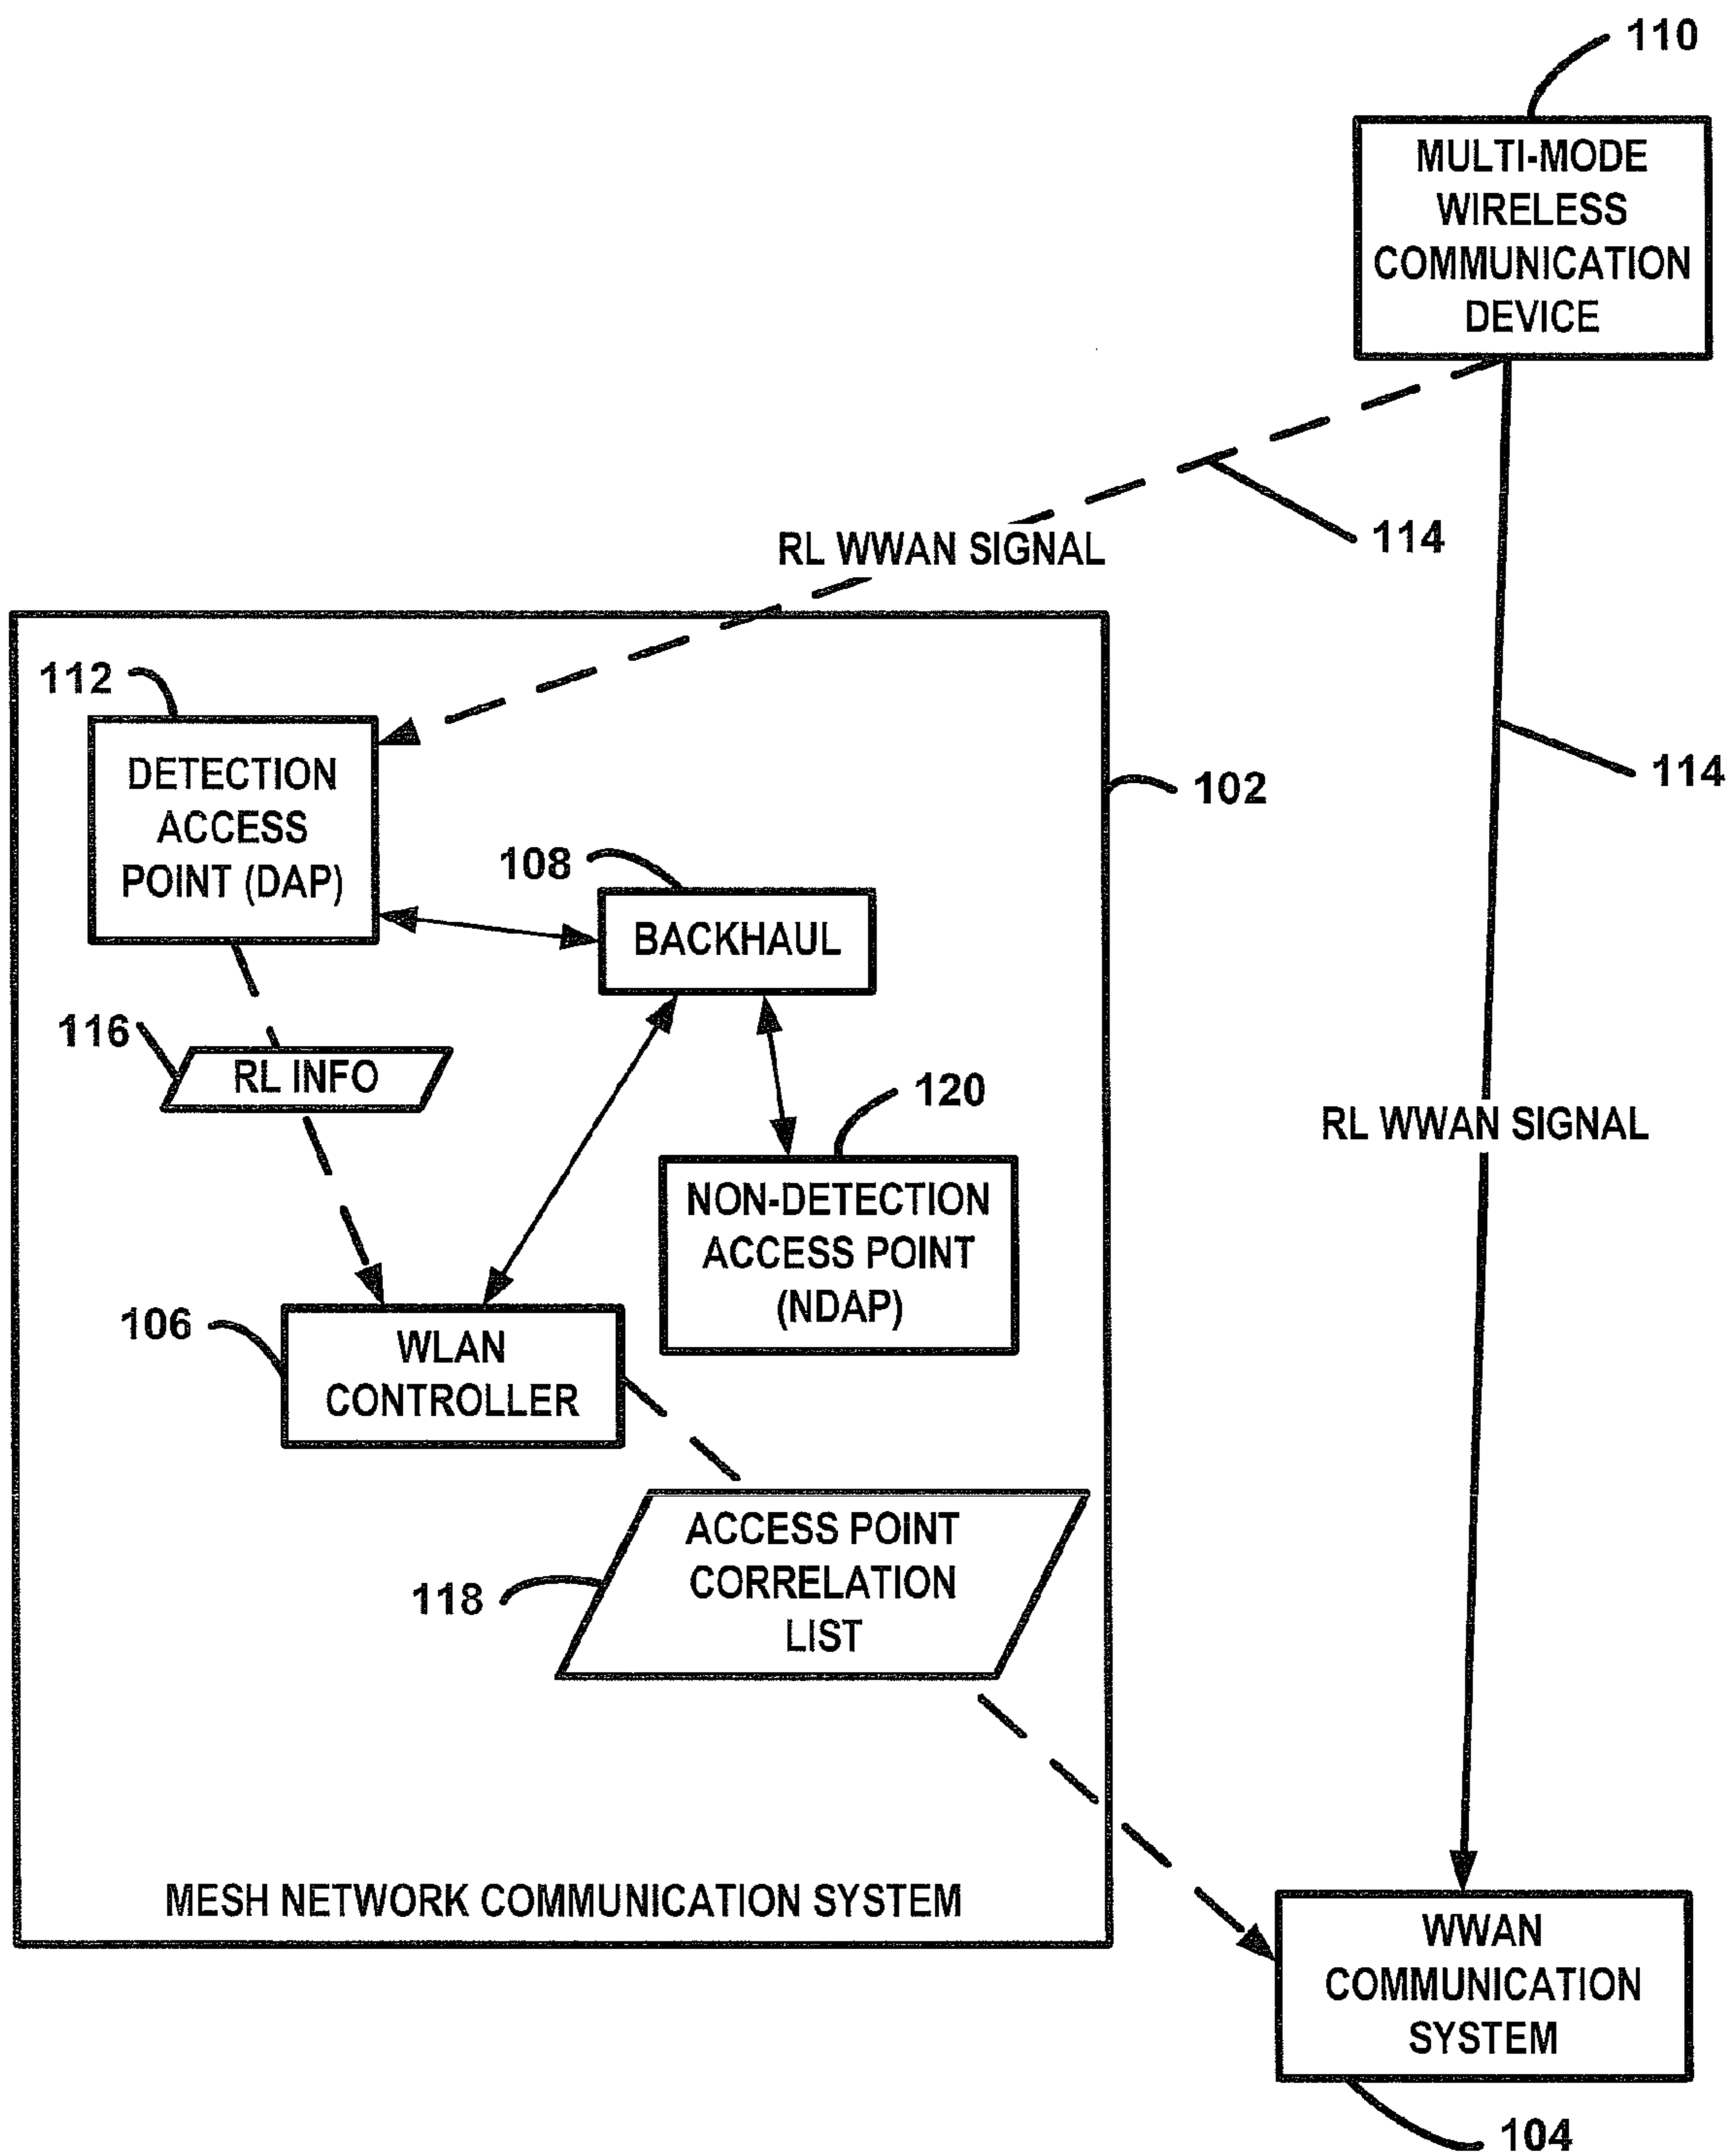 110
MULTI-MODE
WIRELESS
COMMUNICATION
DEVICE
114
RL WWAN SIGNAL
112
DETECTION
ACCESS
POINT (DAP)
102
114
108
BACKHAUL
116
RL INFO
120
RL WWAN SIGNAL
NON-DETECTION
ACCESS POINT
(NDAP)
106
WLAN
CONTROLLER
ACCESS POINT
CORRELATION
LIST
118
MESH NETWORK COMMUNICATION SYSTEM
WWAN
COMMUNICATION
SYSTEM
104